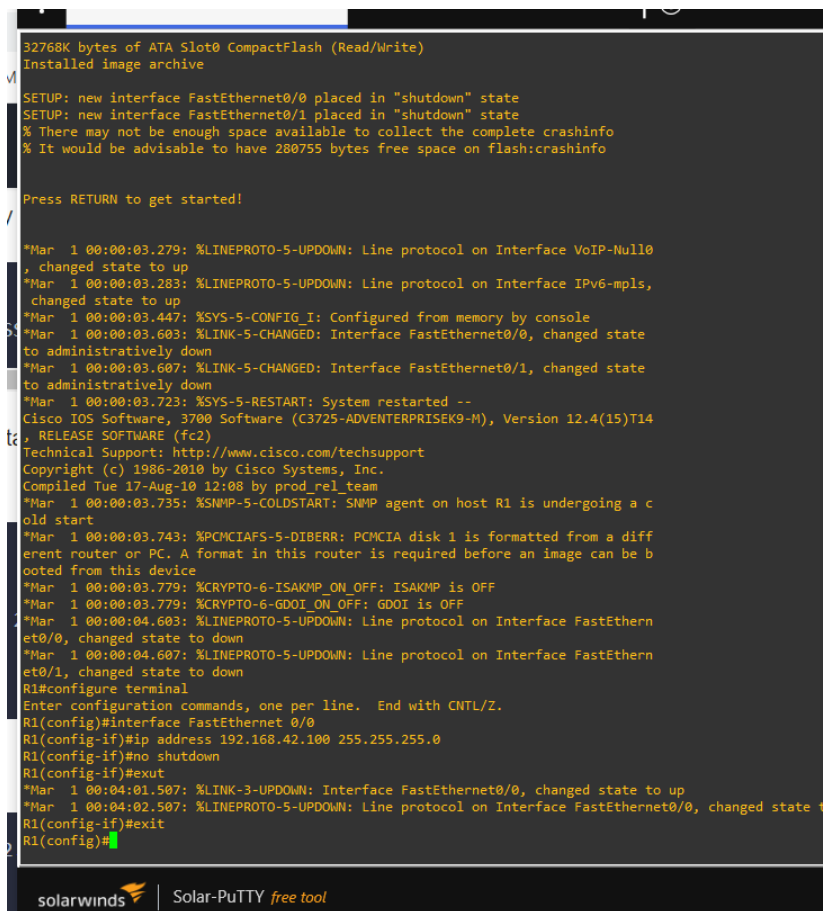 32768K bytes of ATA Slot0 CompactFlash (Read/Write)
Installed image archive
SETUP: new interface FastEthernet0/0 placed in "shutdown" state
SETUP: new interface FastEthernet0/1 placed in "shutdown" state
% There may not be enough space available to collect the complete crashinfo
% It would be advisable to have 280755 bytes free space on flash:crashinfo
Press RETURN to get started!
*Mar  1 00:00:03.279: %LINEPROTO-5-UPDOWN: Line protocol on Interface VoIP-Null0
, changed state to up
*Mar  1 00:00:03.283: %LINEPROTO-5-UPDOWN: Line protocol on Interface IPv6-mpls,
 changed state to up
*Mar  1 00:00:03.447: %SYS-5-CONFIG_I: Configured from memory by console
*Mar  1 00:00:03.603: %LINK-5-CHANGED: Interface FastEthernet0/0, changed state
to administratively down
*Mar  1 00:00:03.607: %LINK-5-CHANGED: Interface FastEthernet0/1, changed state
to administratively down
*Mar  1 00:00:03.723: %SYS-5-RESTART: System restarted --
Cisco IOS Software, 3700 Software (C3725-ADVENTERPRISEK9-M), Version 12.4(15)T14
, RELEASE SOFTWARE (fc2)
Technical Support: http://www.cisco.com/techsupport
Copyright (c) 1986-2010 by Cisco Systems, Inc.
Compiled Tue 17-Aug-10 12:08 by prod_rel_team
*Mar  1 00:00:03.735: %SNMP-5-COLDSTART: SNMP agent on host R1 is undergoing a c
old start
*Mar  1 00:00:03.743: %PCMCIAFS-5-DIBERR: PCMCIA disk 1 is formatted from a diff
erent router or PC. A format in this router is required before an image can be b
ooted from this device
*Mar  1 00:00:03.779: %CRYPTO-6-ISAKMP_ON_OFF: ISAKMP is OFF
*Mar  1 00:00:03.779: %CRYPTO-6-GDOI_ON_OFF: GDOI is OFF
*Mar  1 00:00:04.603: %LINEPROTO-5-UPDOWN: Line protocol on Interface FastEthern
et0/0, changed state to down
*Mar  1 00:00:04.607: %LINEPROTO-5-UPDOWN: Line protocol on Interface FastEthern
et0/1, changed state to down
R1#configure terminal
Enter configuration commands, one per line.  End with CNTL/Z.
R1(config)#interface FastEthernet 0/0
R1(config-if)#ip address 192.168.42.100 255.255.255.0
R1(config-if)#no shutdown
R1(config-if)#exut
*Mar  1 00:04:01.507: %LINK-3-UPDOWN: Interface FastEthernet0/0, changed state to up
*Mar  1 00:04:02.507: %LINEPROTO-5-UPDOWN: Line protocol on Interface FastEthernet0/0, changed state
R1(config-if)#exit
R1(config)#
solarwinds | Solar-PuTTY free tool